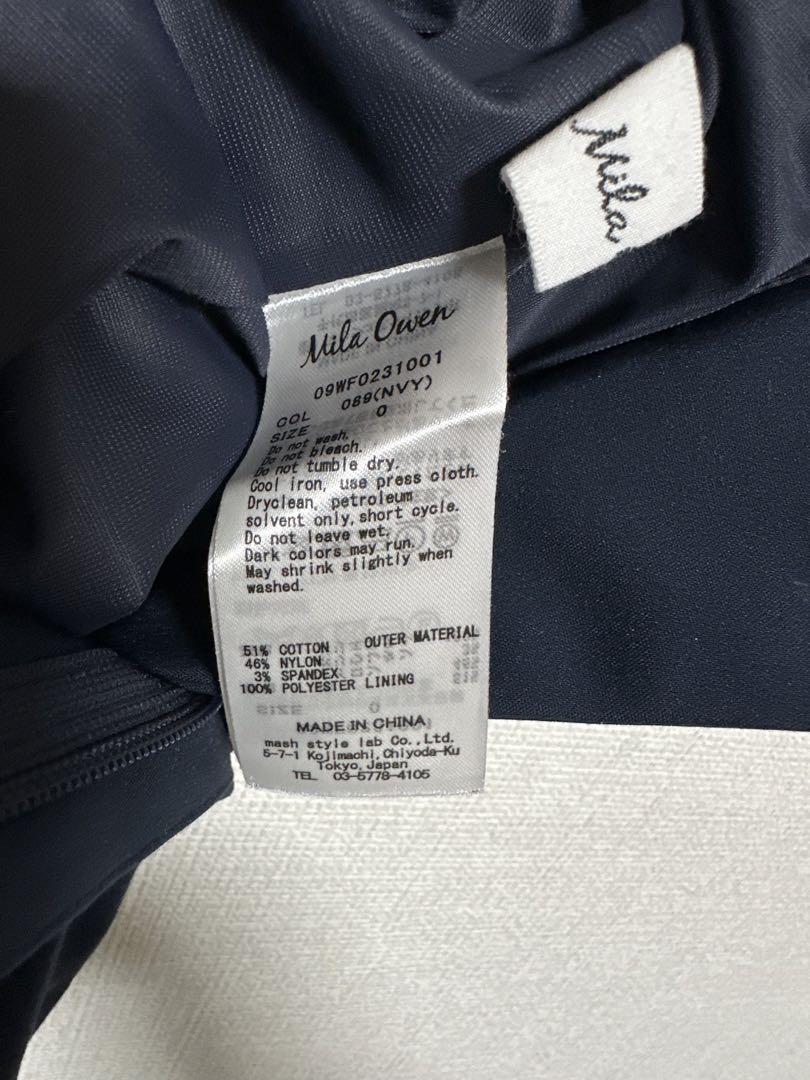 Mila
Mila Owen
09WF0231001
COL 089(NVY)
SIZE 0
Do not wash.
Do not bleach.
Do not tumble dry.
Cool iron, use press cloth.
Dryclean, petroleum
solvent only, short cycle.
Do not leave wet.
Dark colors may run.
May shrink slightly when
washed.
51% COTTON OUTER MATERIAL
46% NYLON
3% SPANDEX
100% POLYESTER LINING
MADE IN CHINA
mash style lab Co.,Ltd.
5-7-1 Kojimachi,Chiyoda-Ku
Tokyo,Japan
TEL 03-5778-4105